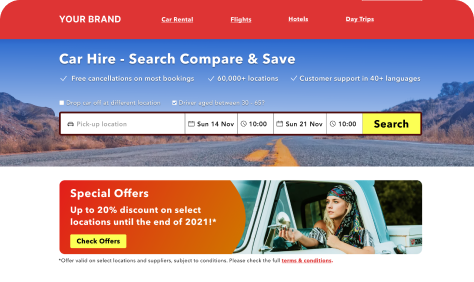 YOUR BRAND
Car Rental
Flights
Hotels
Day Trips
Car Hire - Search Compare & Save
Free cancellations on most bookings
60,000+ locations
Customer support in 40+ languages
Drop car off at different location
Driver aged between 30 - 65?
Pick-up location
Sun 14 Nov
10:00
Sun 21 Nov
10:00
Search
Special Offers
Up to 20% discount on select
locations until the end of 2021!*
Check Offers
*Offer valid on select locations and suppliers, subject to conditions. Please check the full terms & conditions.